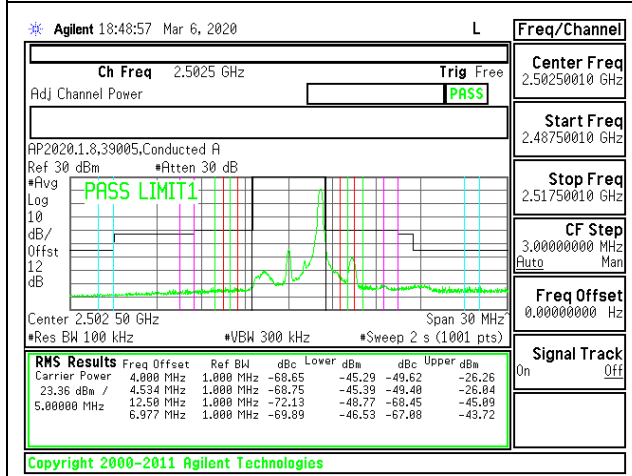 Agilent 18:48:57 Mar 6, 2020 L
Ch Freq 2.5025 GHz Trig Free
Adj Channel Power PASS
AP2020.1.8,39005,Conducted A
Ref 30 dBm #Atten 30 dB
#Avg
Log
10
dB/
Offst
12
dB
PASS LIMIT1
Center 2.502 50 GHz Span 30 MHz
#Res BW 100 kHz #VBW 300 kHz #Sweep 2 s (1001 pts)
RMS Results Freq Offset Ref BW dBc Lower dBm dBc Upper dBm
Carrier Power 4.000 MHz 1.000 MHz -68.65 -45.29 -49.62 -26.26
23.36 dBm / 4.534 MHz 1.000 MHz -68.75 -45.39 -49.40 -26.04
5.00000 MHz 12.50 MHz 1.000 MHz -72.13 -48.77 -68.45 -45.09
6.977 MHz 1.000 MHz -69.89 -46.53 -67.08 -43.72
Copyright 2000-2011 Agilent Technologies
Freq/Channel
Center Freq
2.50250010 GHz
Start Freq
2.48750010 GHz
Stop Freq
2.51750010 GHz
CF Step
3.00000000 MHz
Auto Man
Freq Offset
0.00000000 Hz
Signal Track
On Off